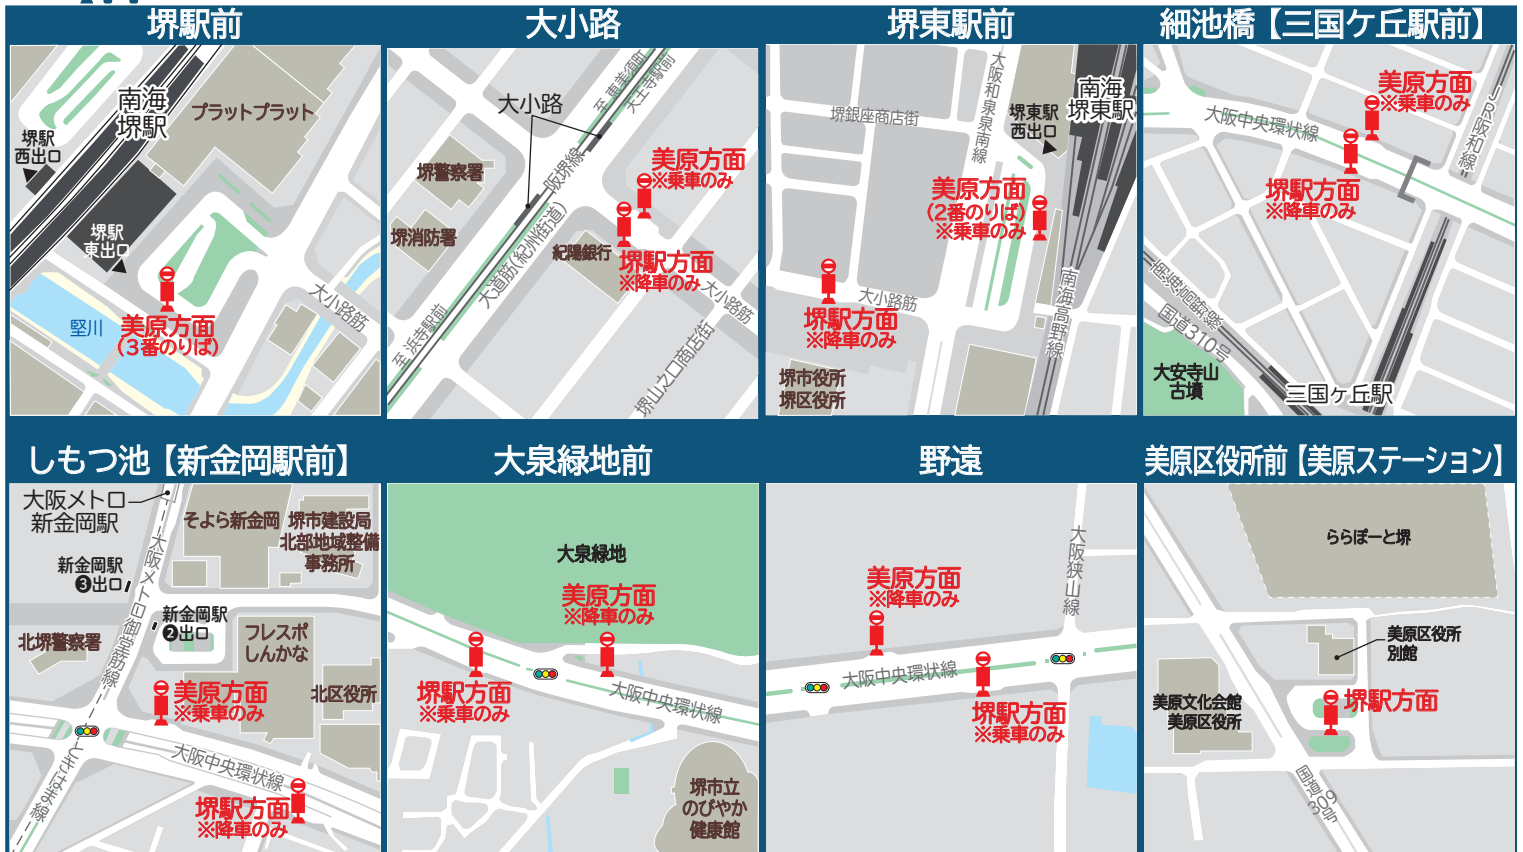 堺駅前
南海
堺駅
プラットプラット
堺駅
西出口
堺駅
東出口
堅川
美原方面
(3番のりば)
大小路筋
大小路
大小路
至 東美須町
天王寺駅前
堺警察署
阪堺線
美原方面
※乗車のみ
堺消防署
大道筋(紀州街道)
紀陽銀行
堺駅方面
※降車のみ
大小路筋
至 浜寺駅前
堺山之口商店街
堺東駅前
大阪和泉泉南線
南海
堺東駅
堺銀座商店街
堺東駅
西出口
美原方面
(2番のりば)
※乗車のみ
大小路筋
堺駅方面
※降車のみ
南海高野線
堺市役所
堺区役所
細池橋【三国ケ丘駅前】
美原方面
※乗車のみ
大阪中央環状線
JR阪和線
堺駅方面
※降車のみ
南海高野線
国道310号
大安寺山
古墳
三国ヶ丘駅
しもつ池【新金岡駅前】
大阪メトロ
新金岡駅
そよら新金岡
堺市建設局
北部地域整備
事務所
新金岡駅
❸出口
大阪メトロ御堂筋線
新金岡駅
❷出口
北堺警察署
フレスポ
しんかな
美原方面
※乗車のみ
北区役所
大阪中央環状線
ときはま線
堺駅方面
※降車のみ
大泉緑地前
大泉緑地
美原方面
※降車のみ
堺駅方面
※乗車のみ
大阪中央環状線
堺市立
のびやか
健康館
野遠
大阪狭山線
美原方面
※降車のみ
大阪中央環状線
堺駅方面
※乗車のみ
美原区役所前【美原ステーション】
ららぽーと堺
美原区役所
別館
美原文化会館
美原区役所
堺駅方面
国道309号